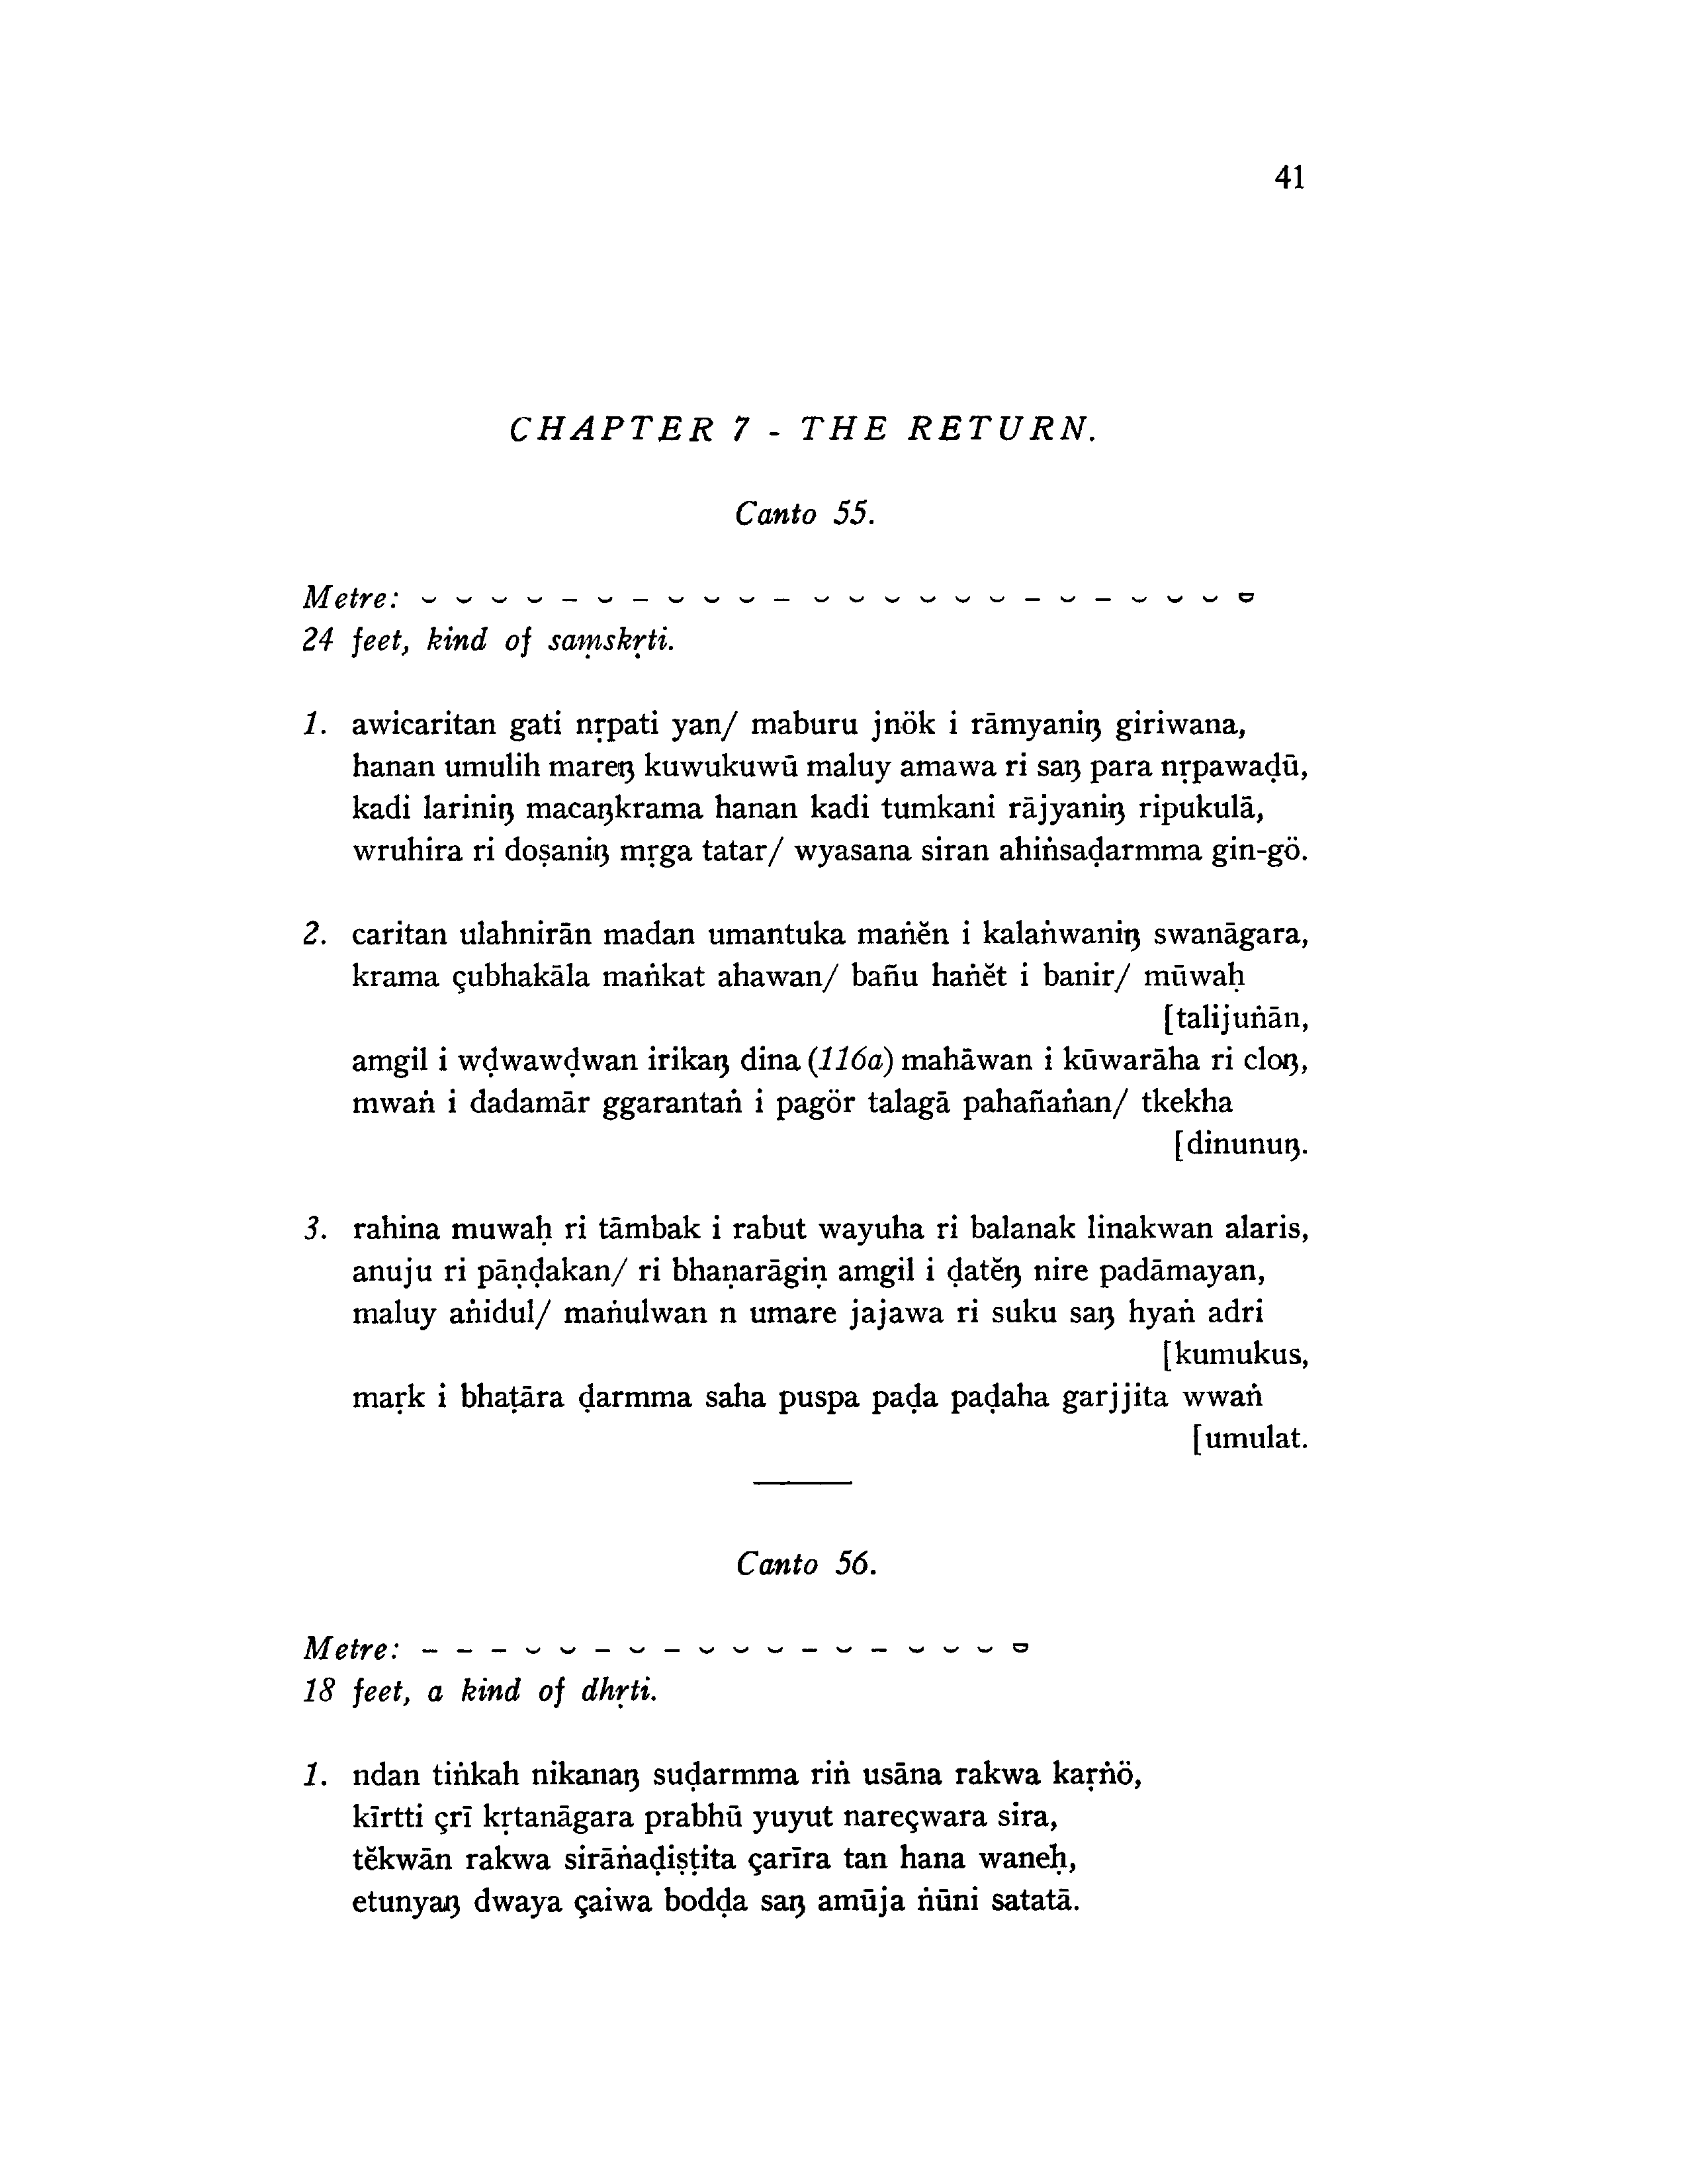 41
CHAPTER 7 - THE RETURN.
Canto 55.
Metre: ⏑ ⏑ ⏑ ⏑ – ⏑ – ⏑ ⏑ ⏑ – ⏑ ⏑ ⏑ ⏑ ⏑ ⏑ – ⏑ – ⏑ ⏑ ⏑ ⏓
24 feet, kind of saṃskṛti.
1. awicaritan gati nṛpati yan/ maburu jnök i rāmyaniŋ giriwana,
hanan umulih mareŋ kuwukuwū maluy amawa ri saŋ para nṛpawaḍū,
kadi lariniŋ macaŋkrama hanan kadi tumkani rājyaniŋ ripukulā,
wruhira ri doṣaniŋ mṛga tatar/ wyasana siran ahiṅsaḍarmma gin-gö.
2. caritan ulahnirān madan umantuka maṅĕn i kalaṅwaniŋ swanāgara,
krama çubhakāla maṅkat ahawan/ bañu haṅĕt i banir/ mūwaḥ
[talijuṅān,
amgil i wḍwawḍwan irikaŋ dina (116a) mahāwan i kūwarāha ri cloŋ,
mwaṅ i dadamār ggarantaṅ i pagör talagā pahañaṅan/ tkekha
[dinunuŋ.
3. rahina muwaḥ ri tāmbak i rabut wayuha ri balanak linakwan alaris,
anuju ri pāṇḍakan/ ri bhaṇarāgiṇ amgil i ḍatĕŋ nire padāmayan,
maluy aṅidul/ maṅulwan n umare jajawa ri suku saŋ hyaṅ adri
[kumukus,
maṛk i bhaṭāra ḍarmma saha puspa paḍa paḍaha garjjita wwaṅ
[umulat.
Canto 56.
Metre: – – – ⏑ ⏑ – ⏑ – ⏑ ⏑ ⏑ – ⏑ – ⏑ ⏑ ⏑ ⏓
18 feet, a kind of dhṛti.
1. ndan tiṅkah nikanaŋ suḍarmma riṅ usāna rakwa kaṛṅö,
kīrtti çrī kṛtanāgara prabhū yuyut nareçwara sira,
tĕkwān rakwa sirāṅaḍiṣṭita çarīra tan hana waneḥ,
etunyaŋ dwaya çaiwa bodḍa saŋ amūja ṅūni satatā.